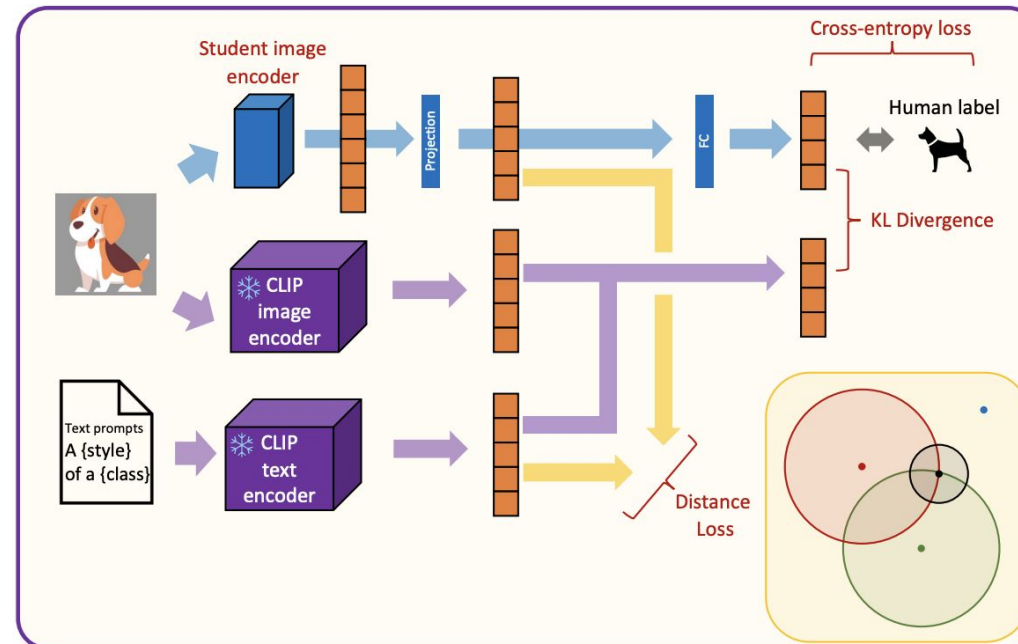 Cross-entropy loss
Student image
encoder
Human label
Projection
FC
KL Divergence
CLIP
image
encoder
Text prompts
A {style}
of a {class}
CLIP
text
encoder
Distance
Loss